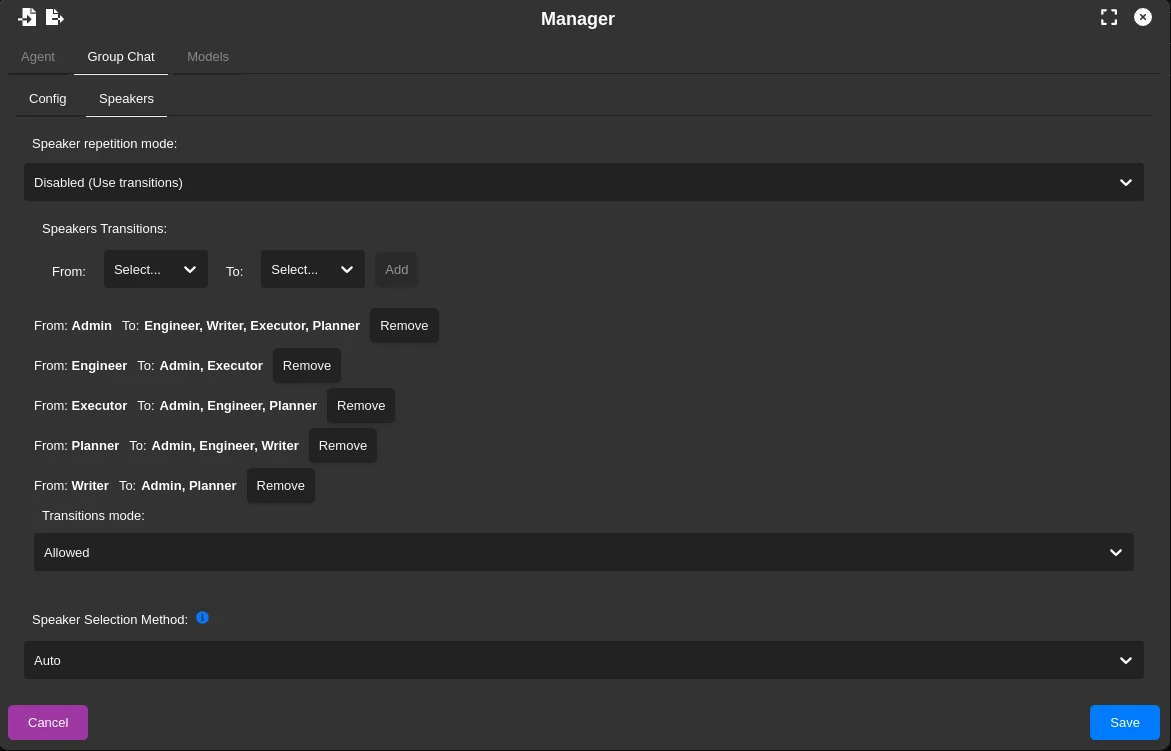 Manager
Agent Group Chat Models
Config Speakers
Speaker repetition mode:
Disabled (Use transitions)
Speakers Transitions:
From: Select... To: Select... Add
From: Admin To: Engineer, Writer, Executor, Planner Remove
From: Engineer To: Admin, Executor Remove
From: Executor To: Admin, Engineer, Planner Remove
From: Planner To: Admin, Engineer, Writer Remove
From: Writer To: Admin, Planner Remove
Transitions mode:
Allowed
Speaker Selection Method:
Auto
Cancel Save